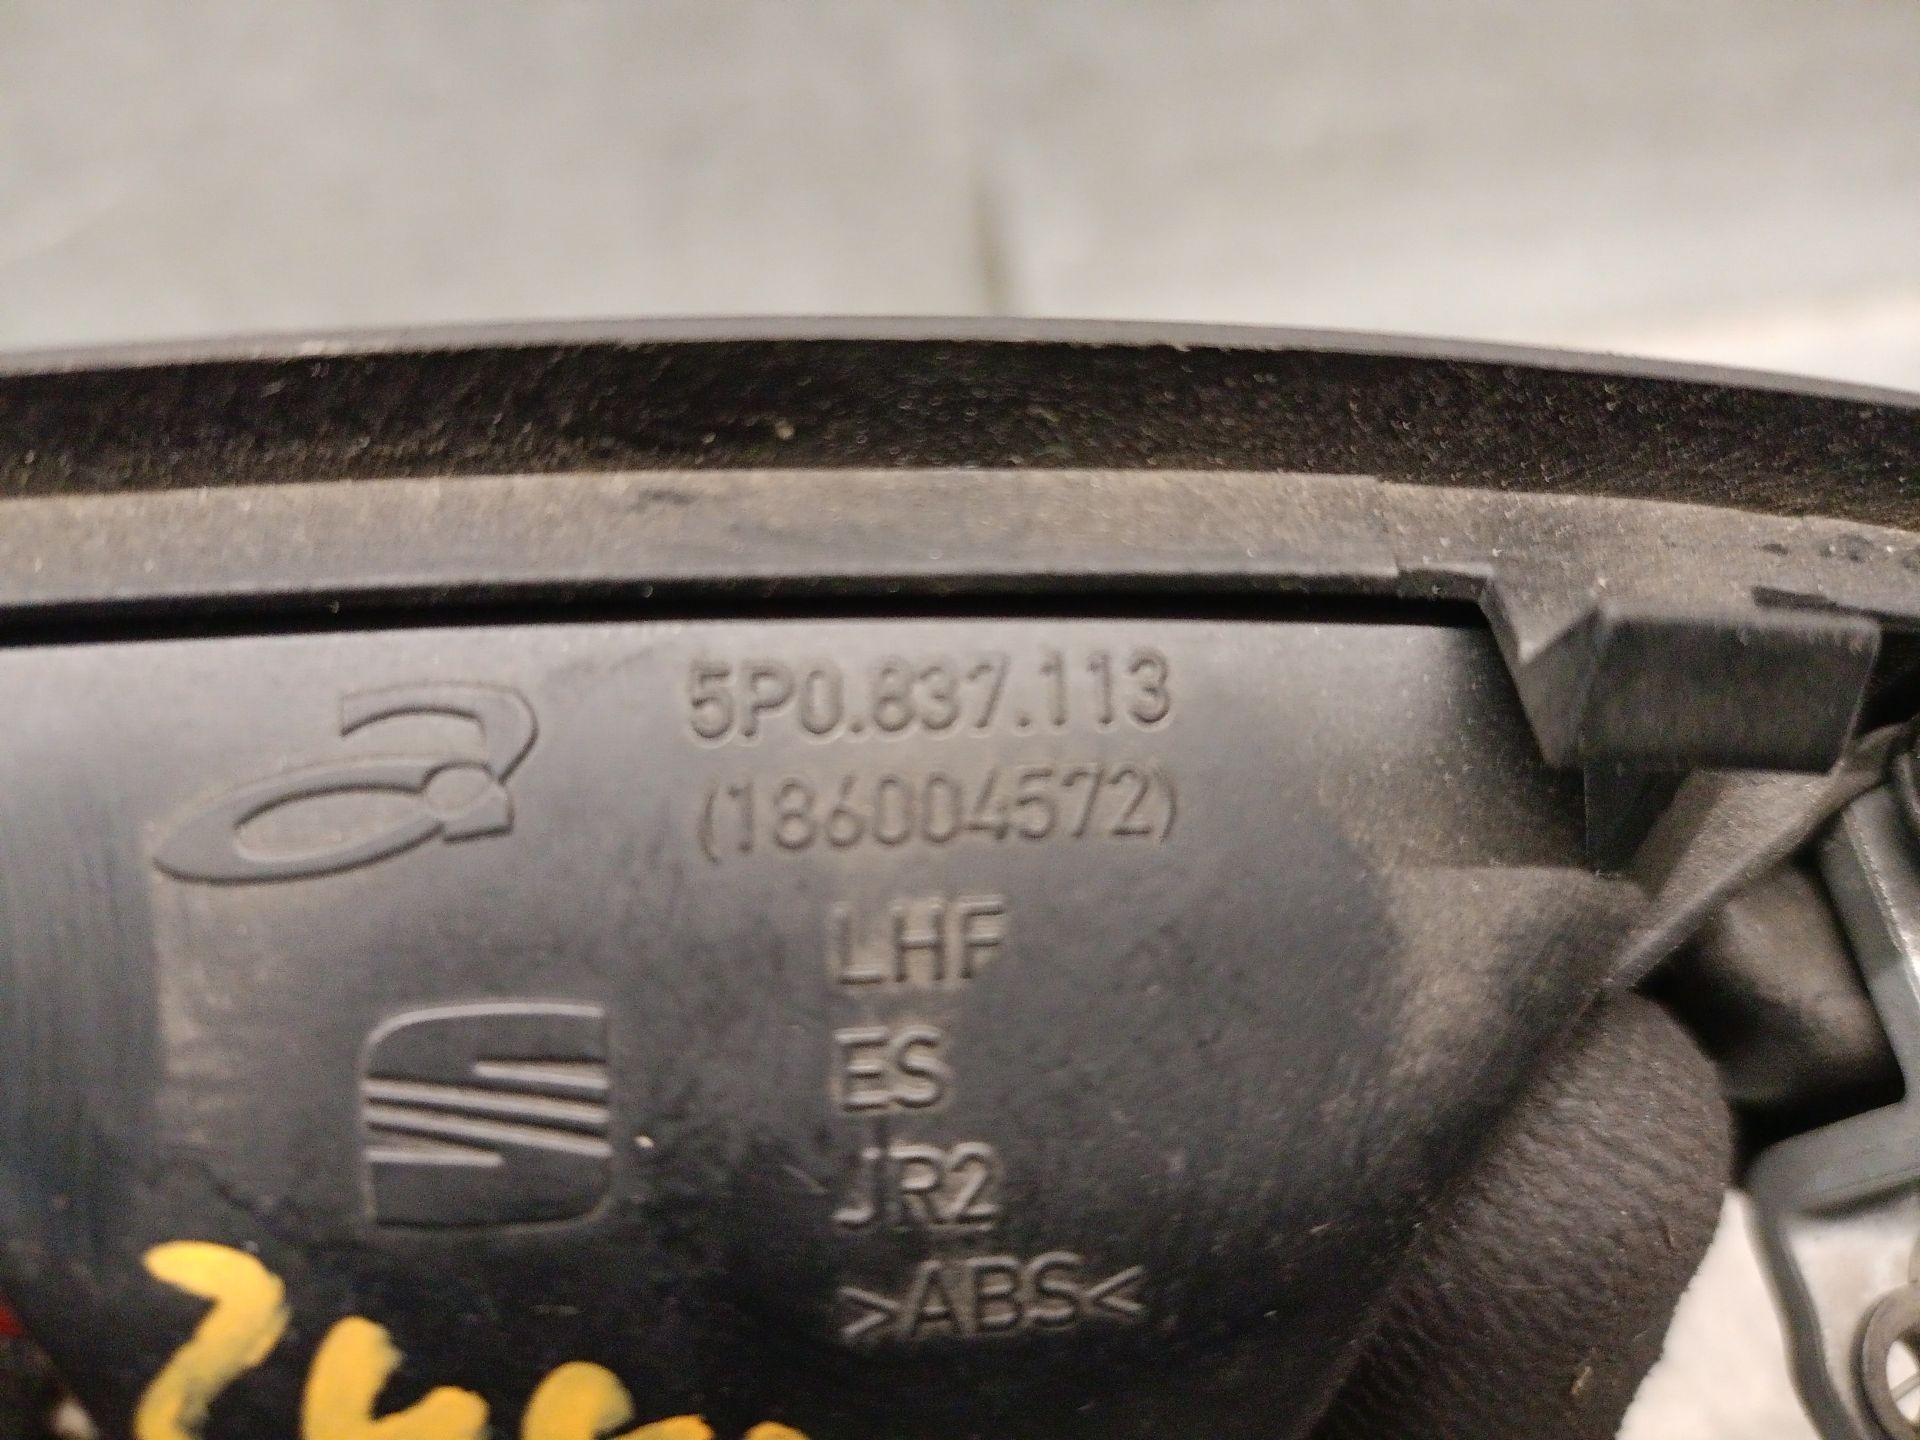 5P0.837.113
(186004572)
LHF
ES
JR2
>ABS<